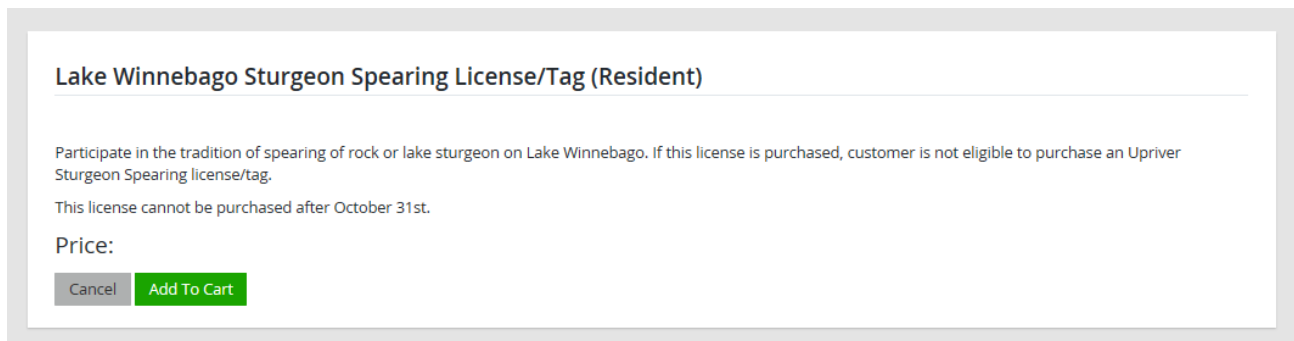 Lake Winnebago Sturgeon Spearing License/Tag (Resident)
Participate in the tradition of spearing of rock or lake sturgeon on Lake Winnebago. If this license is purchased, customer is not eligible to purchase an Upriver
Sturgeon Spearing license/tag.
This license cannot be purchased after October 31st.
Price:
Cancel Add To Cart